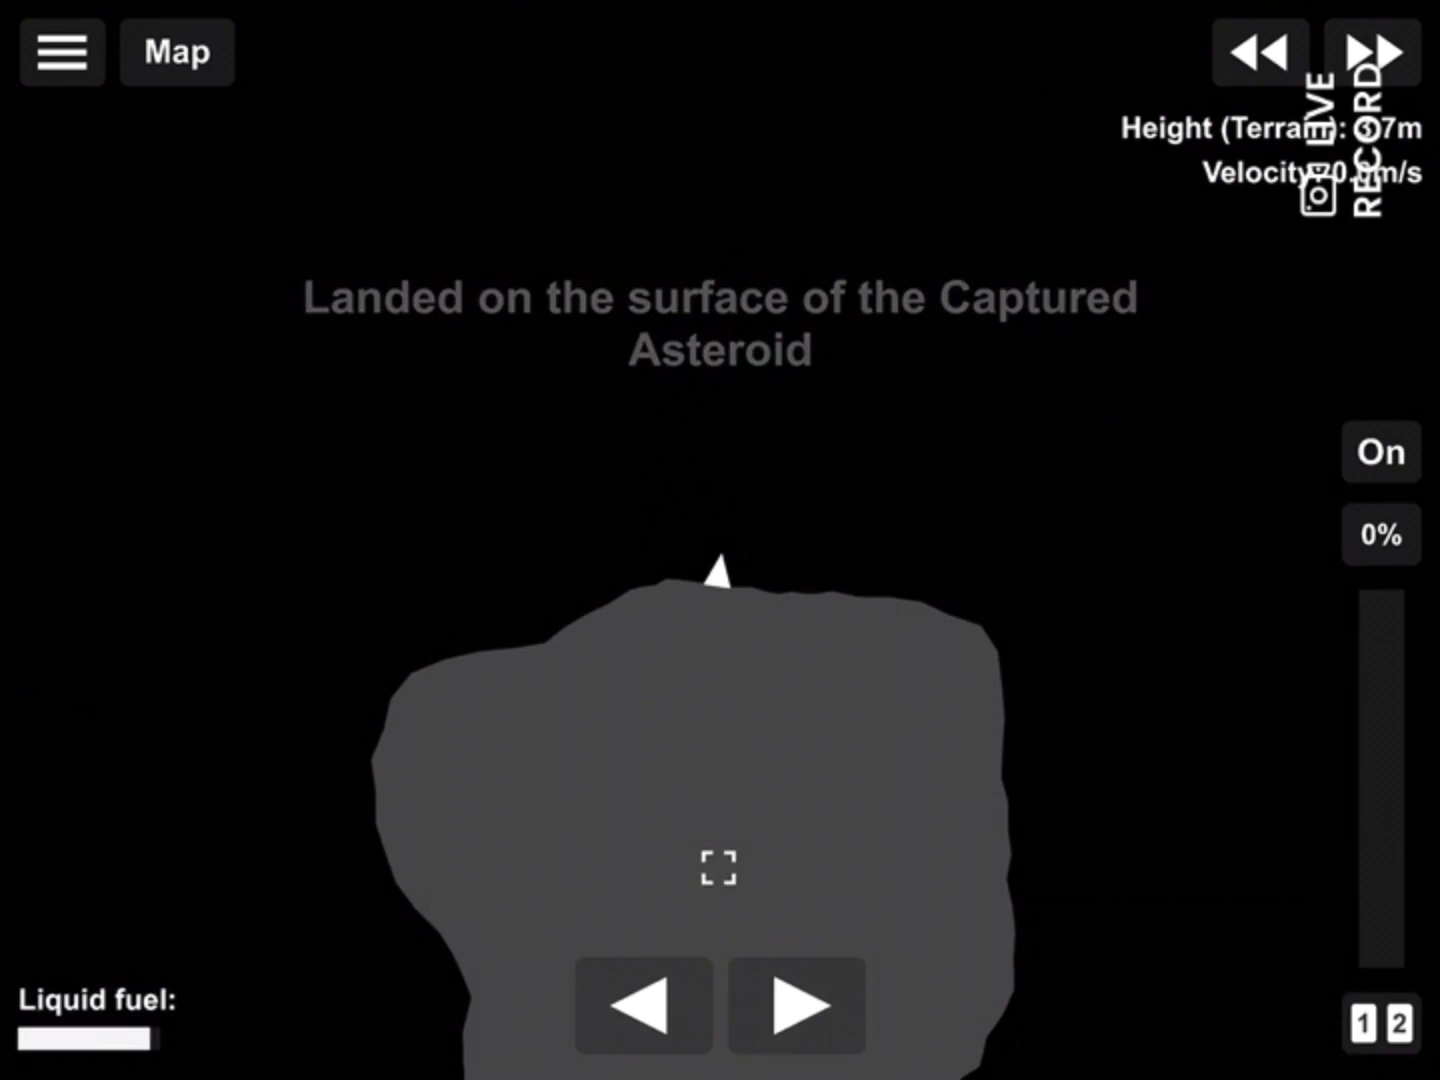 Map
LIVE
RECORD
Height (Terrain): 3.7m
Velocity: 0.0m/s
Landed on the surface of the Captured
Asteroid
On
0%
Liquid fuel:
1 2